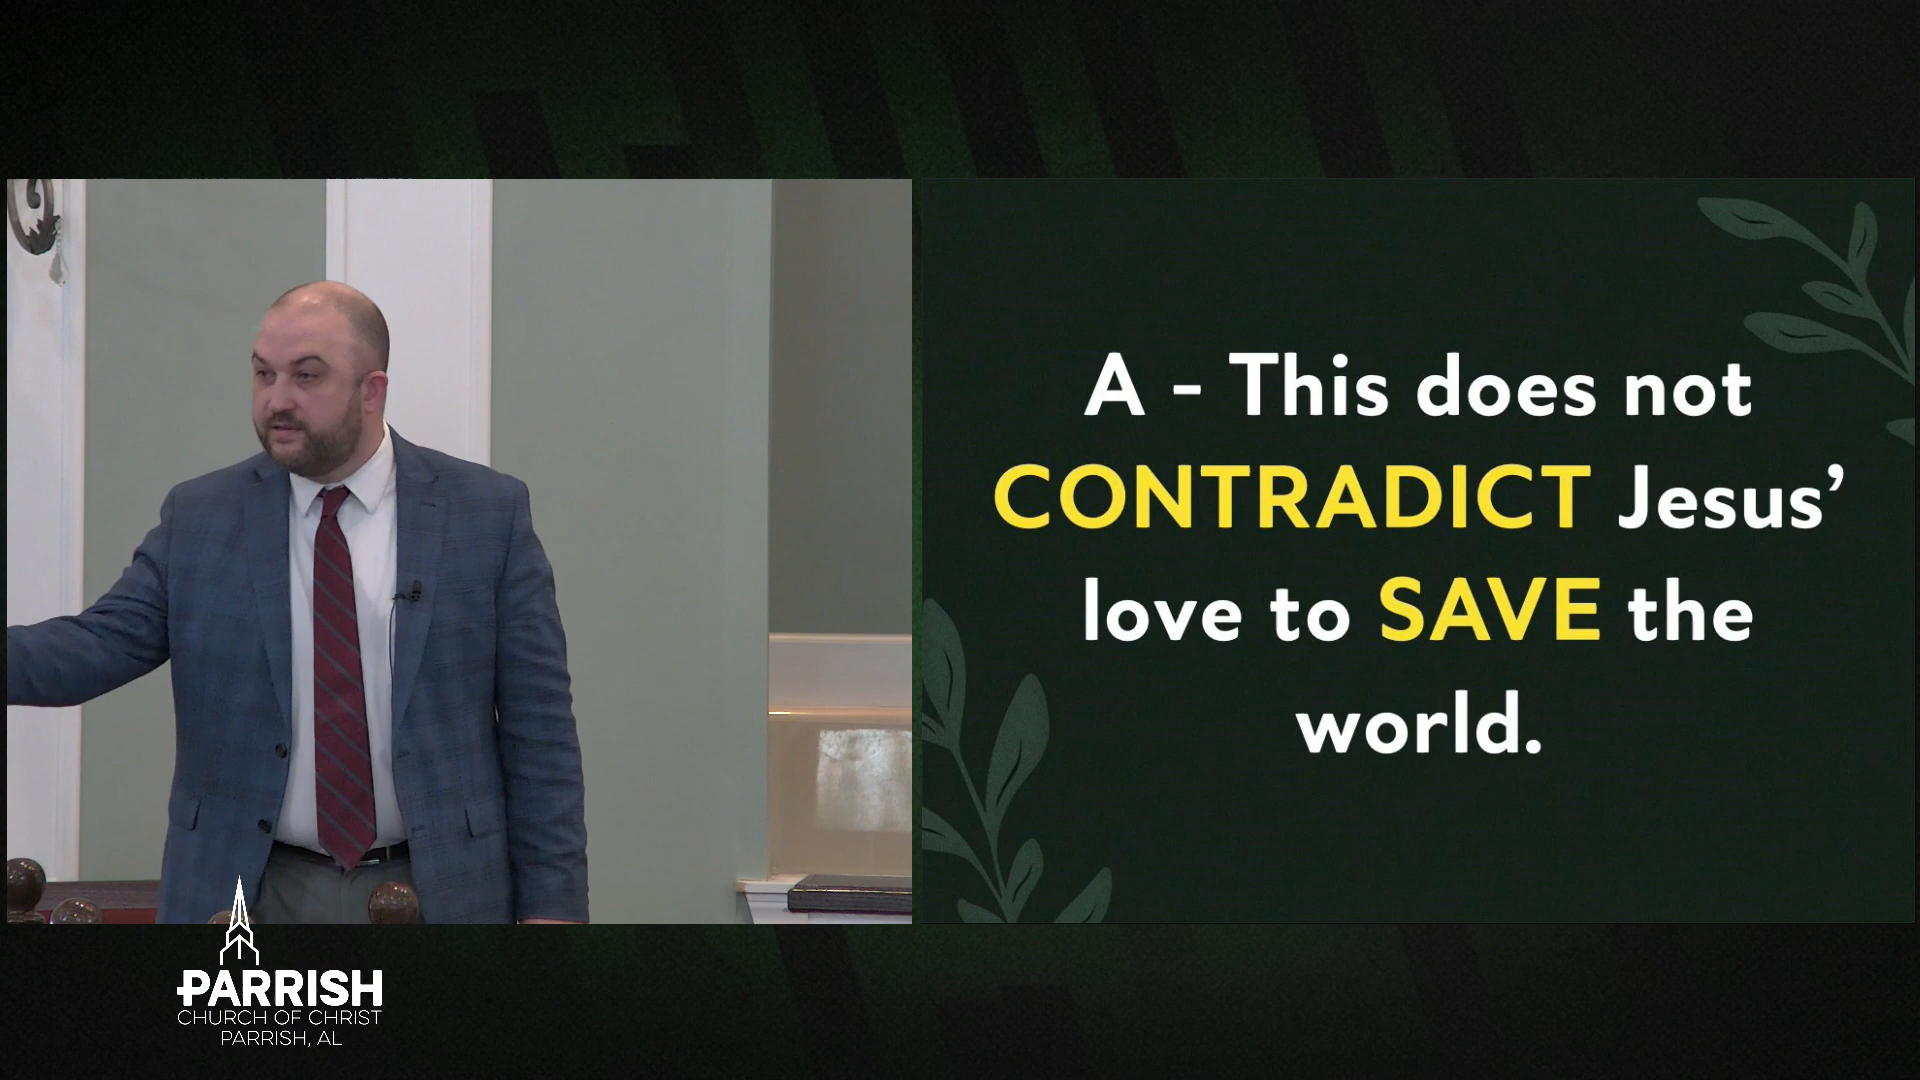 A - This does not
CONTRADICT Jesus’
love to SAVE the
world.
PARRISH
CHURCH OF CHRIST
PARRISH, AL